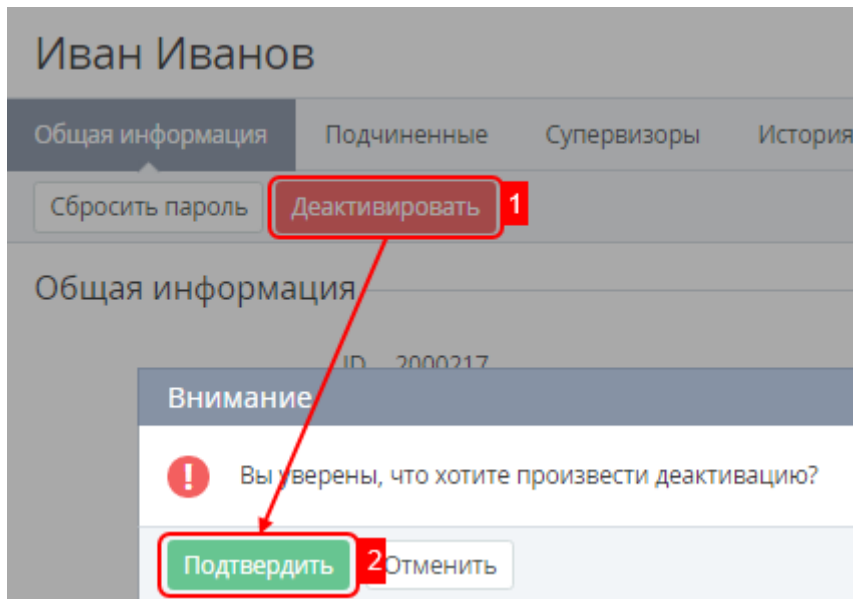 Иван Иванов
Общая информация Подчиненные Супервизоры История
Сбросить пароль Деактивировать 1
Общая информация
ID 2000217
Внимание
! Вы уверены, что хотите произвести деактивацию?
Подтвердить 2 Отменить